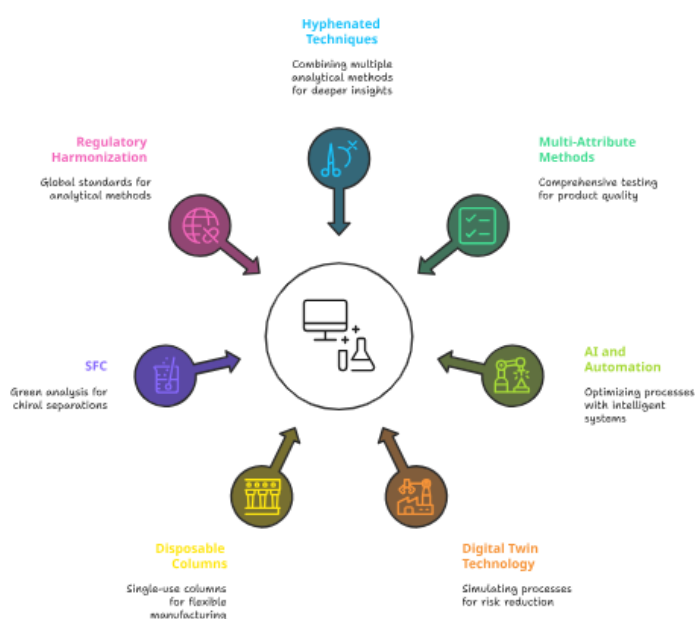 Hyphenated
Techniques
Combining multiple
analytical methods
for deeper insights
Regulatory
Harmonization
Global standards for
analytical methods
Multi-Attribute
Methods
Comprehensive testing
for product quality
SFC
Green analysis for
chiral separations
AI and
Automation
Optimizing processes
with intelligent
systems
Disposable
Columns
Single-use columns
for flexible
manufacturing
Digital Twin
Technology
Simulating processes
for risk reduction